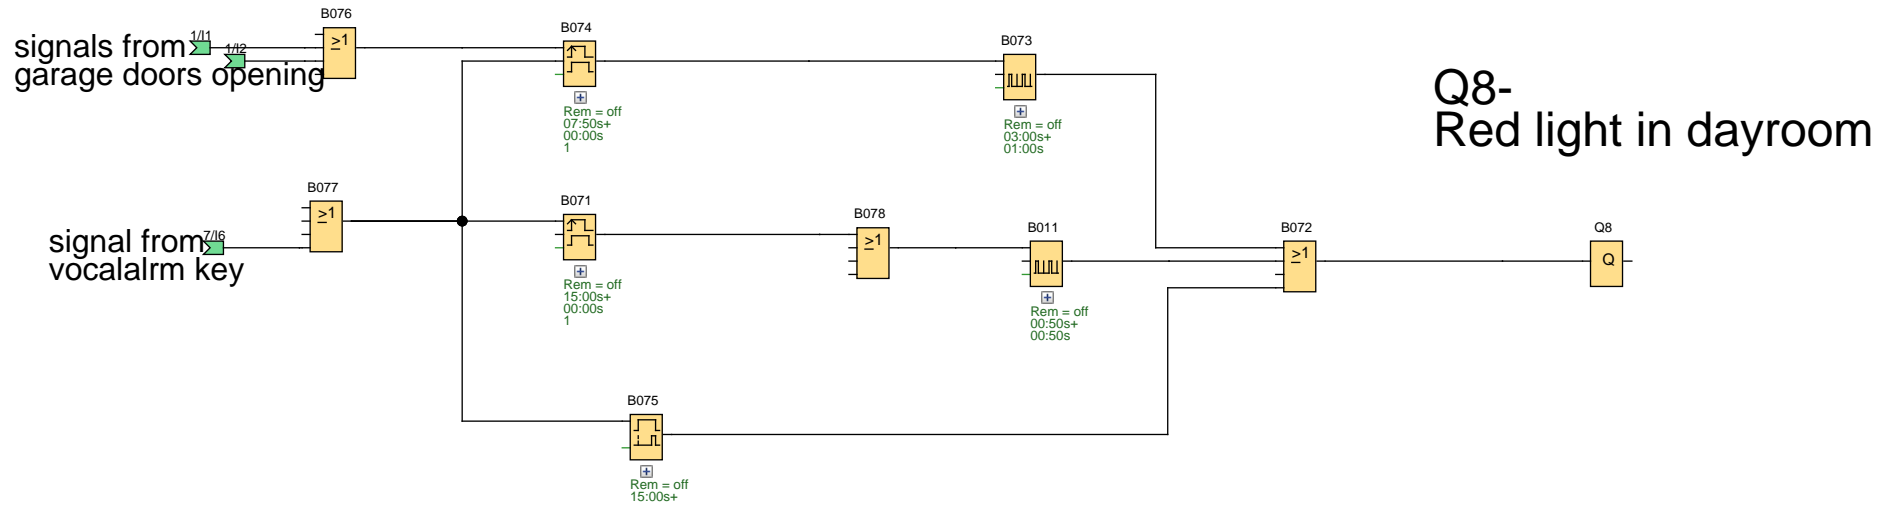 B076
≥1
1/I1
1/I2
signals from
garage doors opening
B074
Rem = off
07:50s+
00:00s
1
B073
Rem = off
03:00s+
01:00s
Q8-
Red light in dayroom
B077
≥1
7/I6
signal from
vocalalrm key
B071
Rem = off
15:00s+
00:00s
1
B078
≥1
B011
Rem = off
00:50s+
00:50s
B072
≥1
Q8
Q
B075
Rem = off
15:00s+